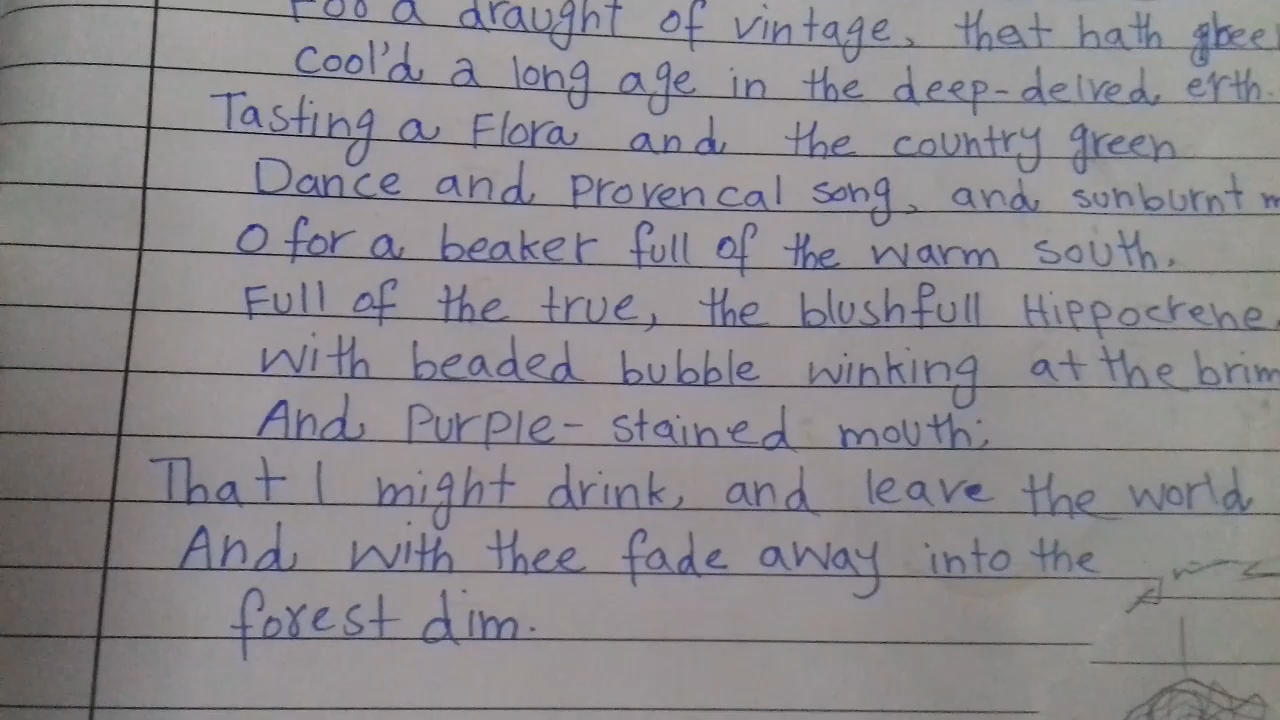 Foo a draught of vintage, that hath gbee
Cool'd a long age in the deep-delved erth.
Tasting a Flora and the country green
Dance and provencal song, and sunburnt m
O for a beaker full of the warm south.
Full of the true, the blushfull Hippocrene,
With beaded bubble winking at the brim
And Purple-stained mouth;
That I might drink, and leave the world
And with thee fade away into the
forest dim.